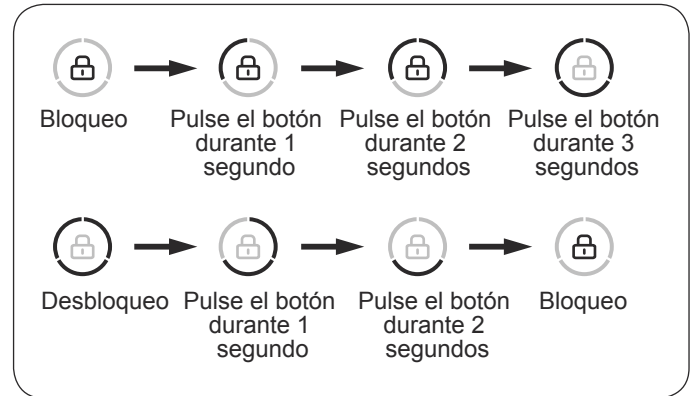 Bloqueo
Pulse el botón
durante 1
segundo
Pulse el botón
durante 2
segundos
Pulse el botón
durante 3
segundos
Desbloqueo
Pulse el botón
durante 1
segundo
Pulse el botón
durante 2
segundos
Bloqueo